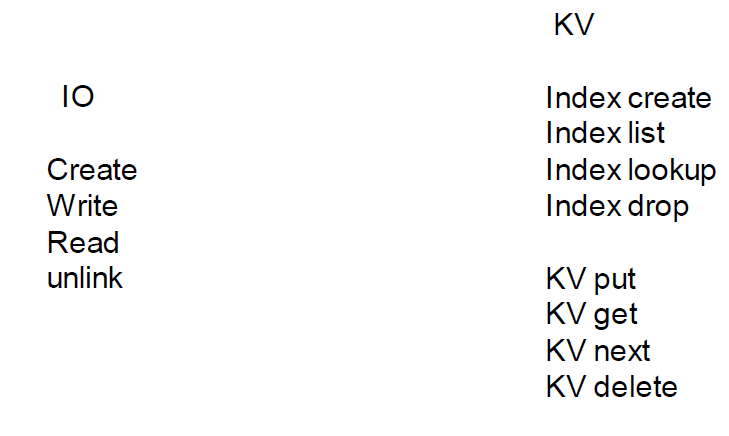 IO
Create
Write
Read
unlink
KV
Index create
Index list
Index lookup
Index drop
KV put
KV get
KV next
KV delete